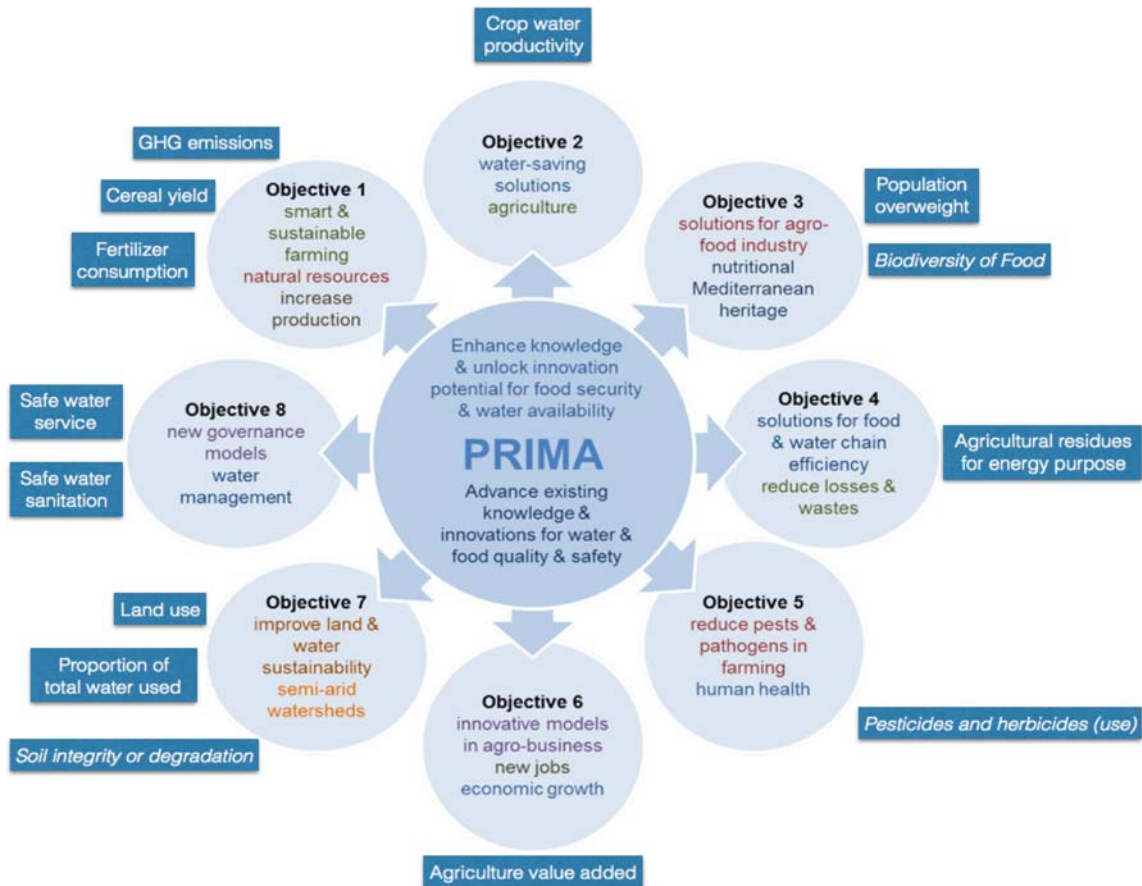 Crop water
productivity
Objective 2
water-saving
solutions
agriculture
GHG emissions
Cereal yield
Fertilizer
consumption
Objective 1
smart &
sustainable
farming
natural resources
increase
production
Objective 3
solutions for agro-
food industry
nutritional
Mediterranean
heritage
Population
overweight
Biodiversity of Food
Enhance knowledge
& unlock innovation
potential for food security
& water availability
PRIMA
Advance existing
knowledge &
innovations for water &
food quality & safety
Safe water
service
Safe water
sanitation
Objective 8
new governance
models
water
management
Objective 4
solutions for food
& water chain
efficiency
reduce losses &
wastes
Agricultural residues
for energy purpose
Land use
Proportion of
total water used
Soil integrity or degradation
Objective 7
improve land &
water
sustainability
semi-arid
watersheds
Objective 5
reduce pests &
pathogens in
farming
human health
Pesticides and herbicides (use)
Objective 6
innovative models
in agro-business
new jobs
economic growth
Agriculture value added